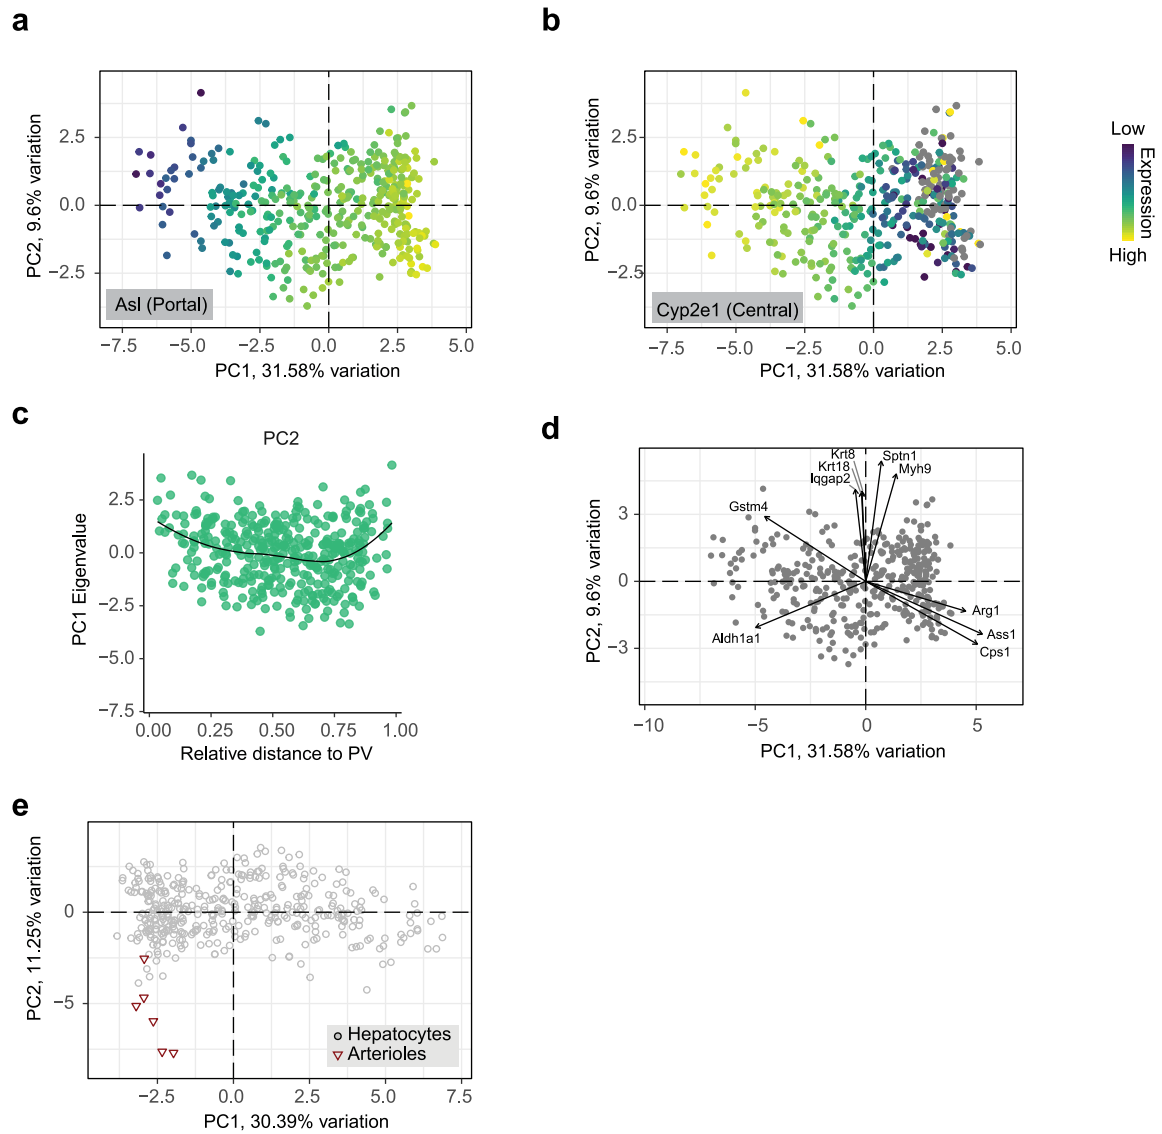 a
PC2, 9.6% variation
2.5
0.0
−2.5
Asl (Portal)
−7.5
−5.0
−2.5
0.0
2.5
5.0
PC1, 31.58% variation
b
PC2, 9.6% variation
2.5
0.0
−2.5
Cyp2e1 (Central)
−7.5
−5.0
−2.5
0.0
2.5
5.0
PC1, 31.58% variation
Low
Expression
High
c
PC2
PC1 Eigenvalue
2.5
0.0
−2.5
−5.0
−7.5
0.00
0.25
0.50
0.75
1.00
Relative distance to PV
d
PC2, 9.6% variation
3
0
−3
Krt8
Krt18
Iqgap2
Sptn1
Myh9
Gstm4
Aldh1a1
Arg1
Ass1
Cps1
−10
−5
0
5
PC1, 31.58% variation
e
PC2, 11.25% variation
0
−5
Hepatocytes
Arterioles
−2.5
0.0
2.5
5.0
7.5
PC1, 30.39% variation